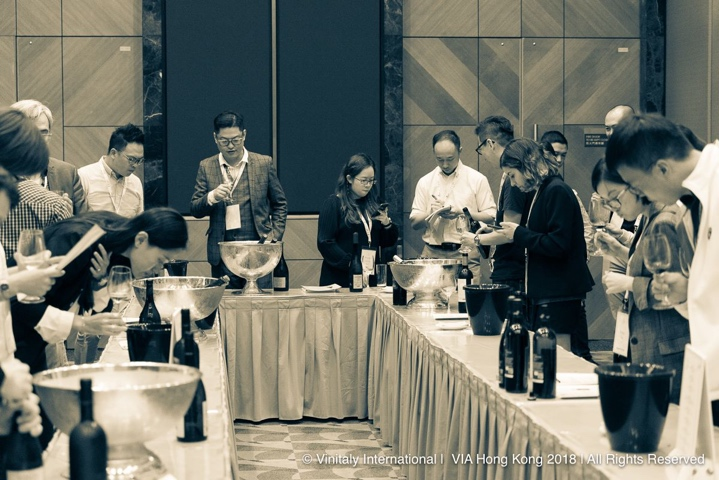 © Vinitaly International | VIA Hong Kong 2018 | All Rights Reserved